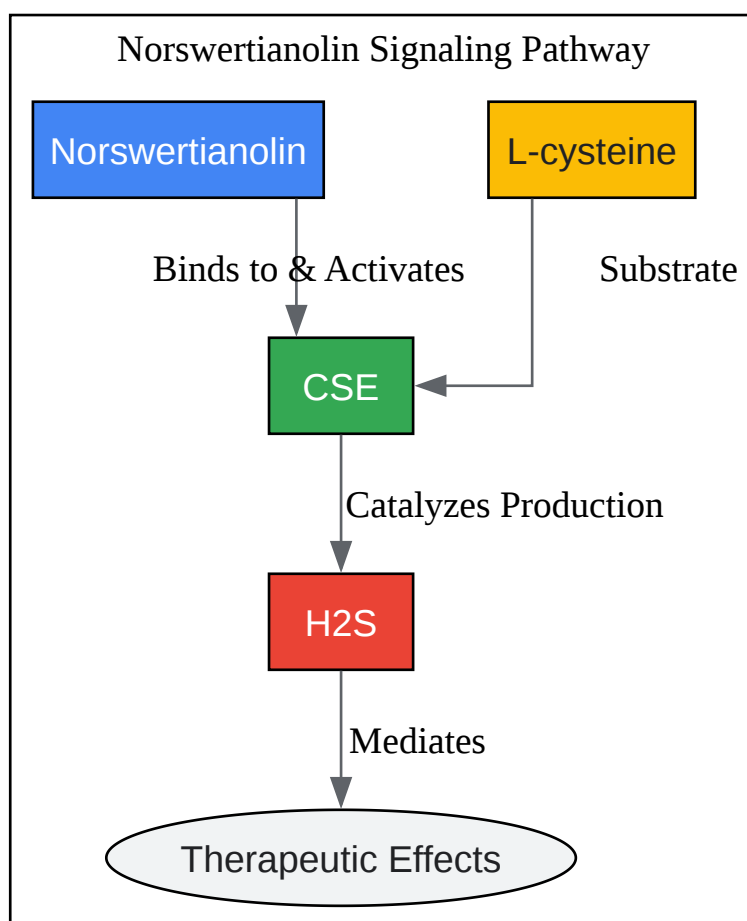 Norswertianolin Signaling Pathway
Norswertianolin
L-cysteine
Binds to & Activates
Substrate
CSE
Catalyzes Production
H2S
Mediates
Therapeutic Effects